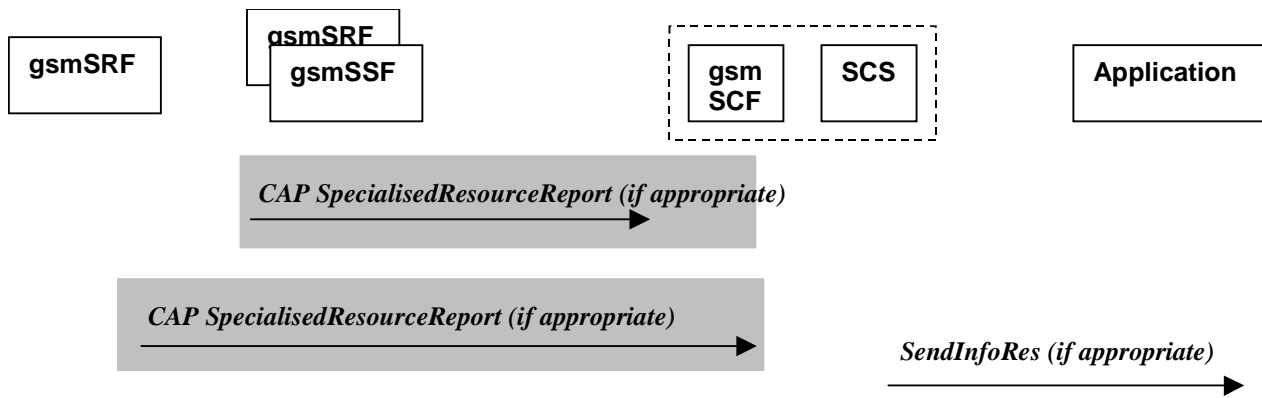 gsmSRF
gsmSRF
gsmSSF
gsm
SCF
SCS
Application
CAP SpecialisedResourceReport (if appropriate)
CAP SpecialisedResourceReport (if appropriate)
SendInfoRes (if appropriate)